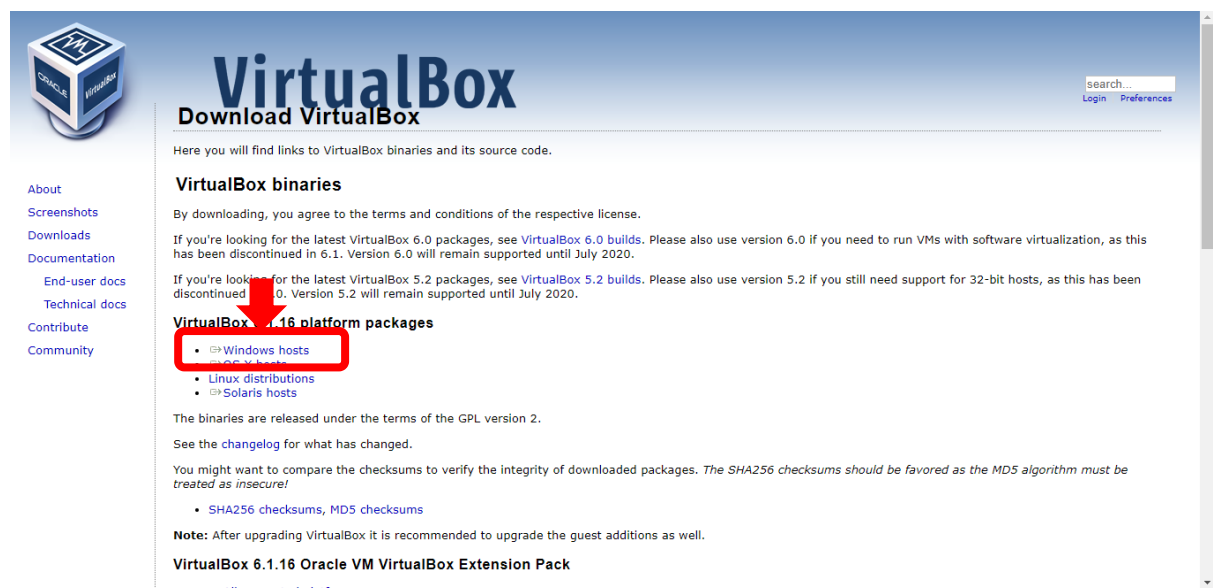 ORACLE
VirtualBox
VirtualBox
search...
Login Preferences
Download VirtualBox
Here you will find links to VirtualBox binaries and its source code.
About
Screenshots
Downloads
Documentation
End-user docs
Technical docs
Contribute
Community
VirtualBox binaries
By downloading, you agree to the terms and conditions of the respective license.
If you're looking for the latest VirtualBox 6.0 packages, see VirtualBox 6.0 builds. Please also use version 6.0 if you need to run VMs with software virtualization, as this
has been discontinued in 6.1. Version 6.0 will remain supported until July 2020.
If you're looking for the latest VirtualBox 5.2 packages, see VirtualBox 5.2 builds. Please also use version 5.2 if you still need support for 32-bit hosts, as this has been
discontinued .0. Version 5.2 will remain supported until July 2020.
VirtualBox .1.16 platform packages
• Windows hosts
• OS X hosts
• Linux distributions
• Solaris hosts
The binaries are released under the terms of the GPL version 2.
See the changelog for what has changed.
You might want to compare the checksums to verify the integrity of downloaded packages. The SHA256 checksums should be favored as the MD5 algorithm must be
treated as insecure!
• SHA256 checksums, MD5 checksums
Note: After upgrading VirtualBox it is recommended to upgrade the guest additions as well.
VirtualBox 6.1.16 Oracle VM VirtualBox Extension Pack